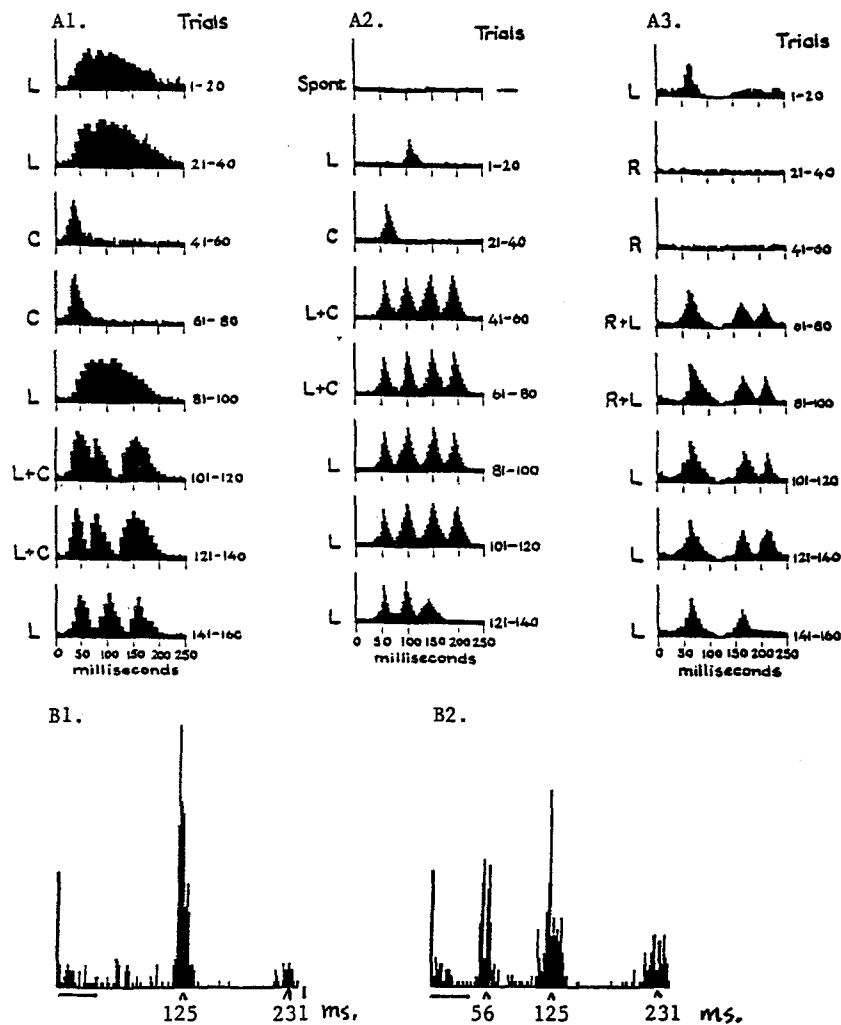 A1. Trials
L 1-20
L 21-40
C 41-60
C 61-80
L 81-100
L+C 101-120
L+C 121-140
L 141-160
0 50 100 150 200 250
milliseconds
A2. Trials
Spont. —
L 1-20
C 21-40
L+C 41-60
L+C 61-80
L 81-100
L 101-120
L 121-140
0 50 100 150 200 250
milliseconds
A3. Trials
L 1-20
R 21-40
R 41-60
R+L 61-80
R+L 81-100
L 101-120
L 121-140
L 141-160
0 50 100 150 200 250
milliseconds
B1.
125 231 ms.
B2.
56 125 231 ms.